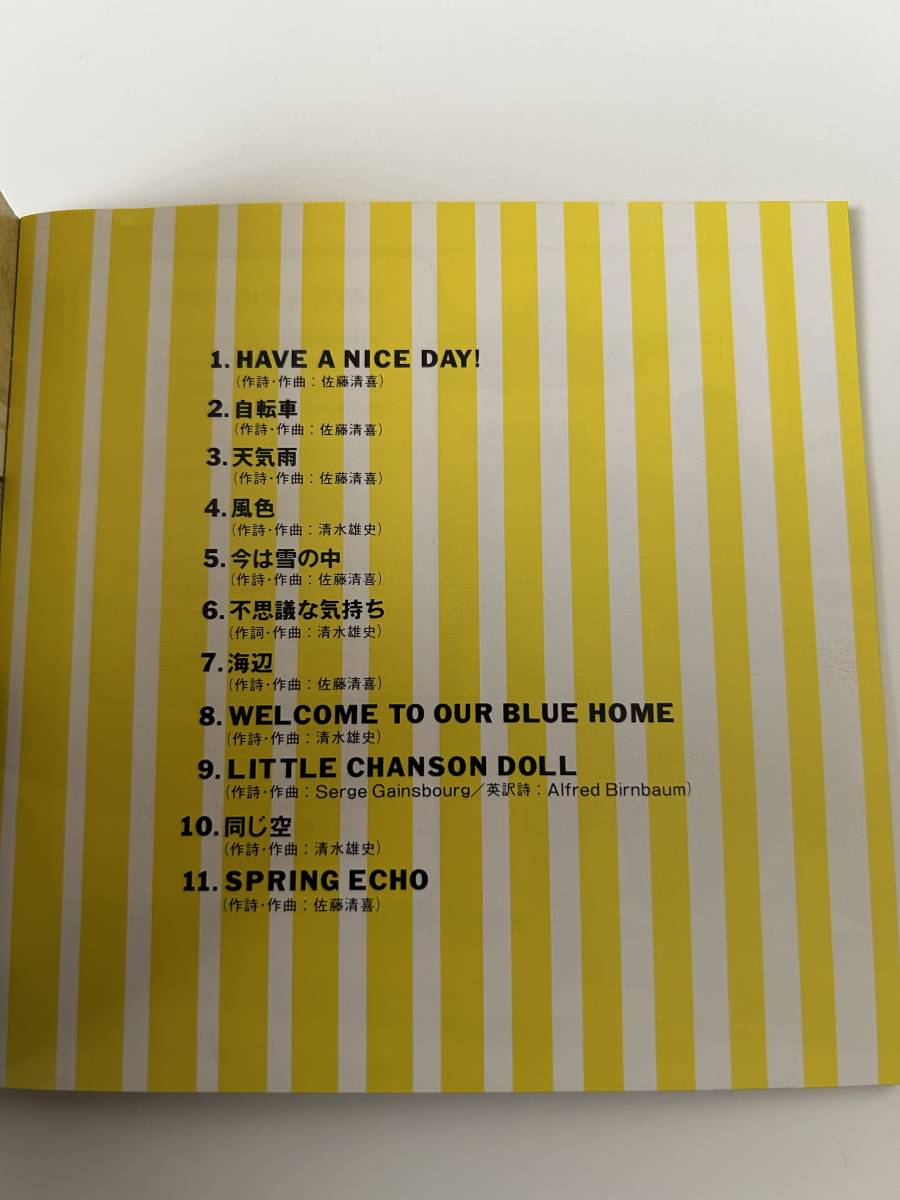 1. HAVE A NICE DAY!
(作詩・作曲：佐藤清喜)
2. 自転車
(作詩・作曲：佐藤清喜)
3. 天気雨
(作詩・作曲：佐藤清喜)
4. 風色
(作詩・作曲：清水雄史)
5. 今は雪の中
(作詩・作曲：佐藤清喜)
6. 不思議な気持ち
(作詞・作曲：清水雄史)
7. 海辺
(作詩・作曲：佐藤清喜)
8. WELCOME TO OUR BLUE HOME
(作詩・作曲：清水雄史)
9. LITTLE CHANSON DOLL
(作詩・作曲：Serge Gainsbourg／英訳詩：Alfred Birnbaum)
10. 同じ空
(作詩・作曲：清水雄史)
11. SPRING ECHO
(作詩・作曲：佐藤清喜)